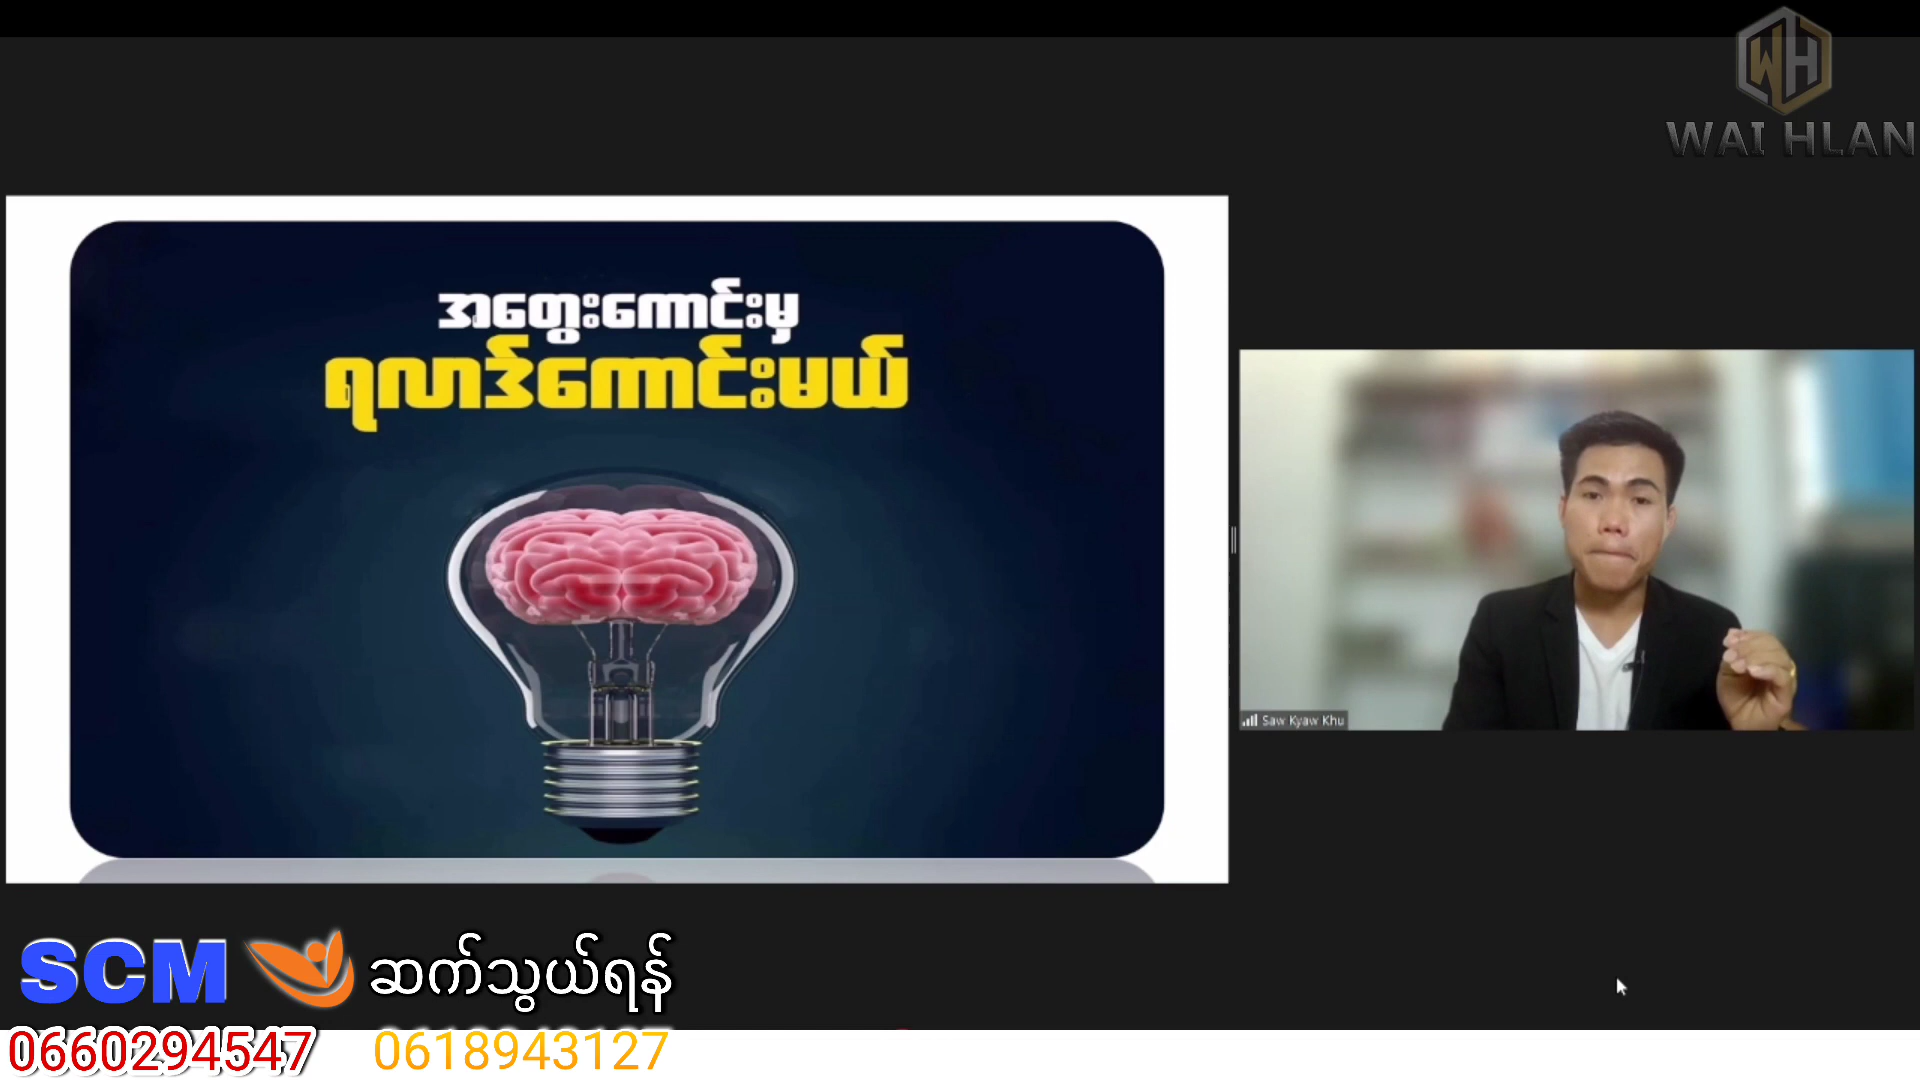 WH
WAI HLAN
အတွေးကောင်းမှ
ရလာဒ်ကောင်းမယ်
Saw Kyaw Khu
SCM ဆက်သွယ်ရန်
0660294547 0618943127